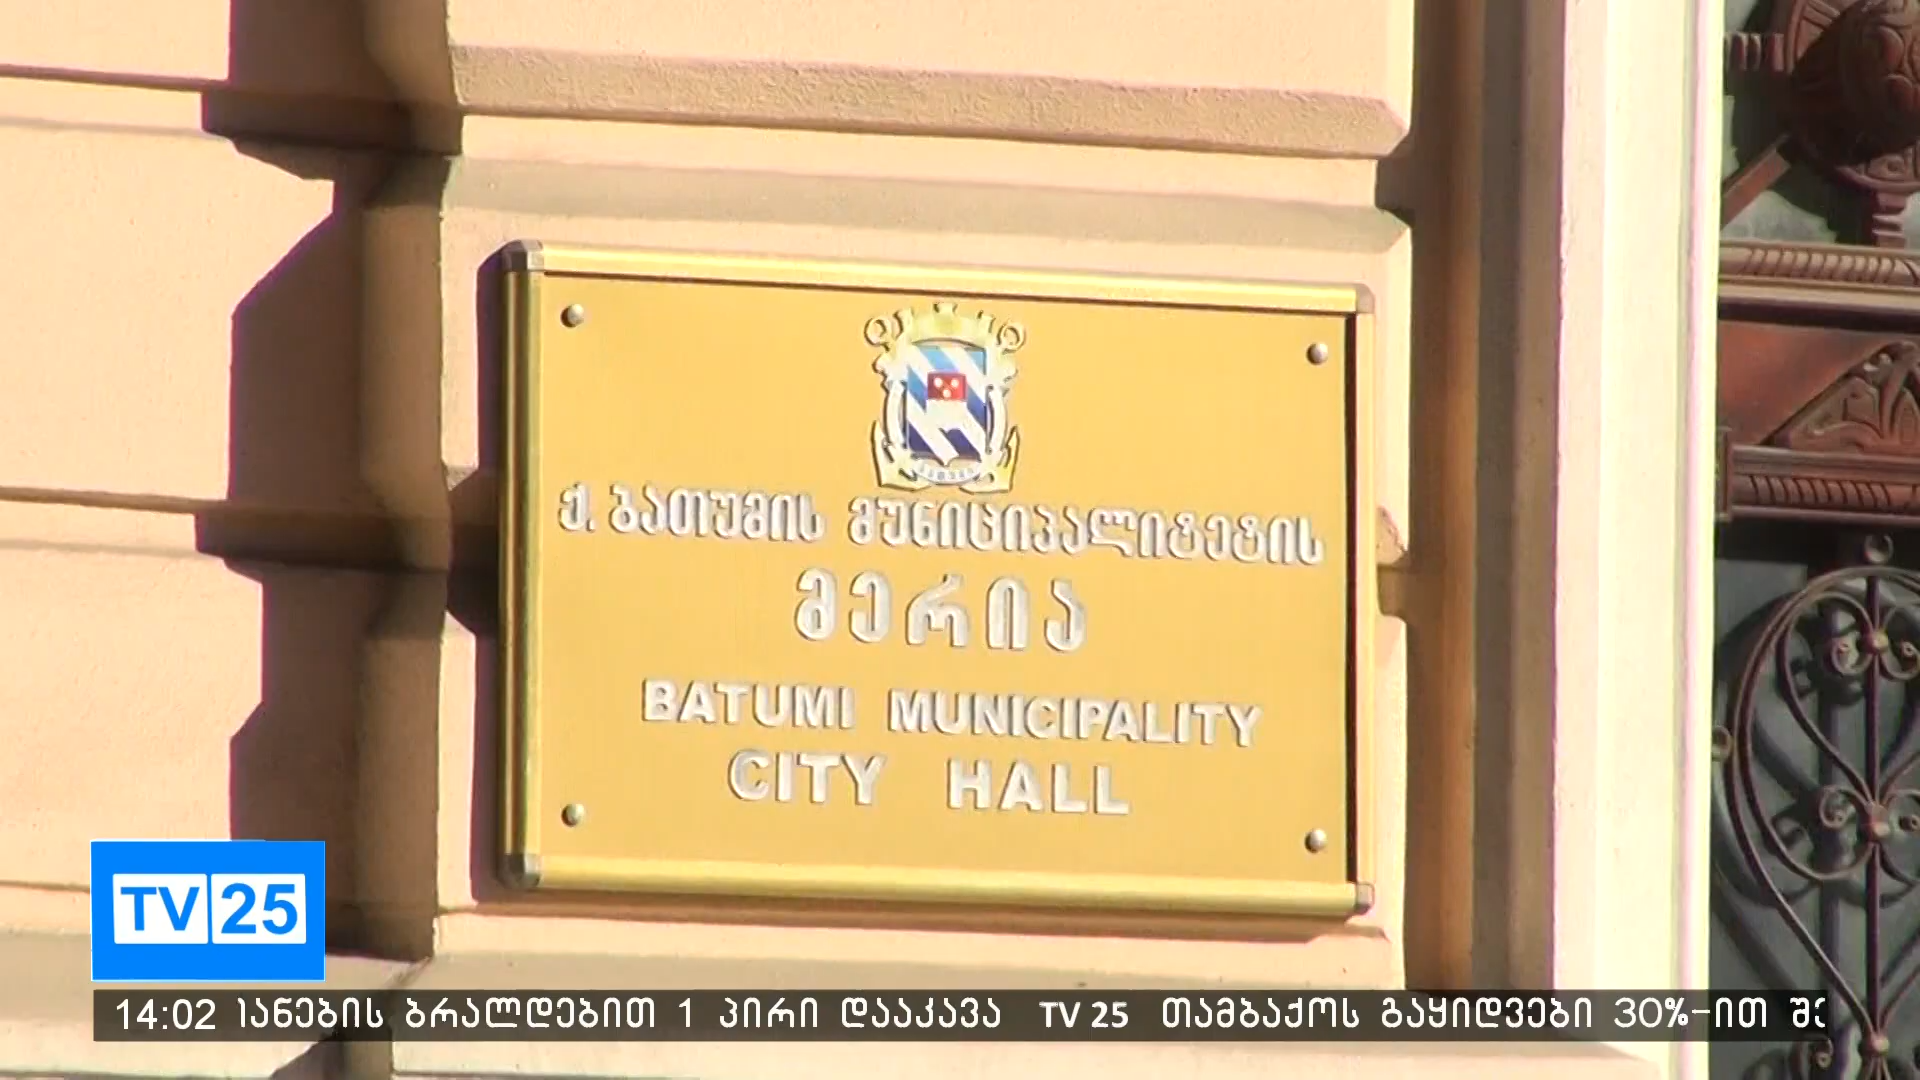 ქ. ბათუმის მუნიციპალიტეტის
მერია
BATUMI MUNICIPALITY
CITY HALL
TV 25
14:02 ბრალდებით 1 პირი დააკავა TV 25 თამბაქოს გაყიდვები 30%-ით